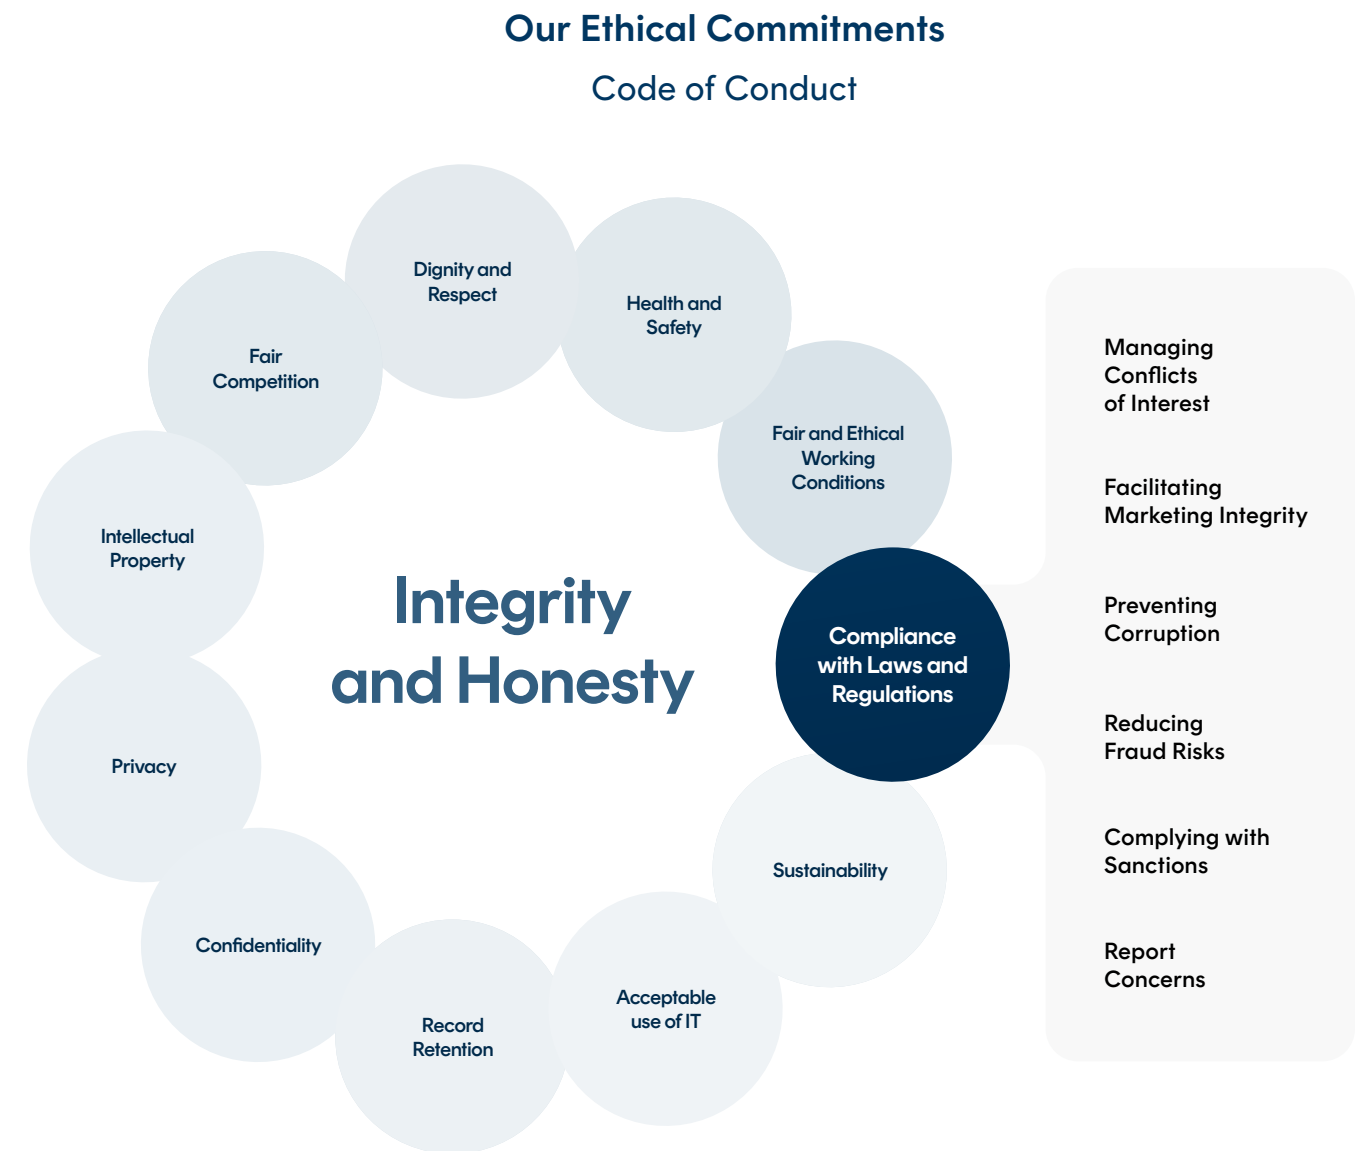 Our Ethical Commitments
Code of Conduct
Dignity and
Respect
Health and
Safety
Fair
Competition
Fair and Ethical
Working
Conditions
Intellectual
Property
Integrity
and Honesty
Compliance
with Laws and
Regulations
Privacy
Sustainability
Confidentiality
Acceptable
use of IT
Record
Retention
Managing
Conflicts
of Interest
Facilitating
Marketing Integrity
Preventing
Corruption
Reducing
Fraud Risks
Complying with
Sanctions
Report
Concerns